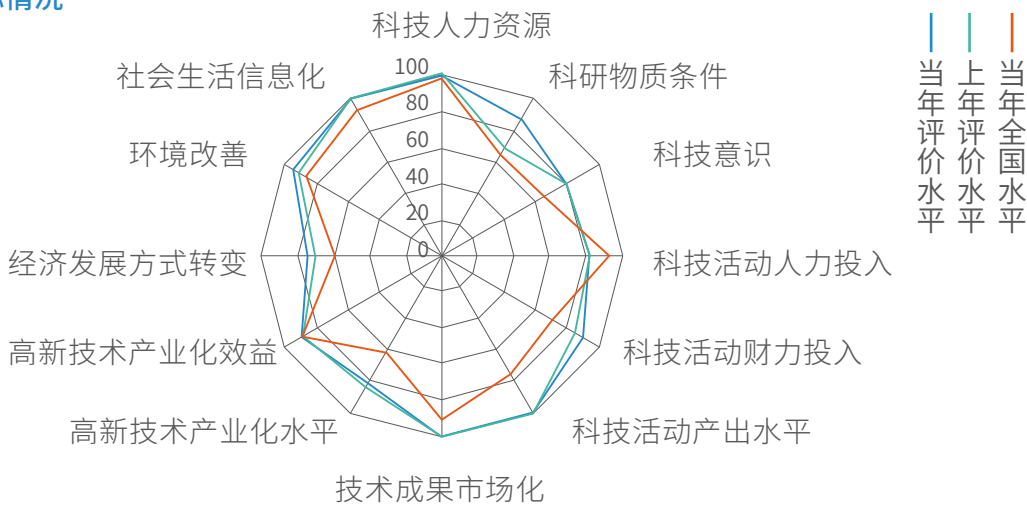 情况
科技人力资源
社会生活信息化
科研物质条件
环境改善
科技意识
经济发展方式转变
科技活动人力投入
高新技术产业化效益
科技活动财力投入
高新技术产业化水平
科技活动产出水平
技术成果市场化
100
80
60
40
20
0
当年评价水平
上年评价水平
当年全国水平